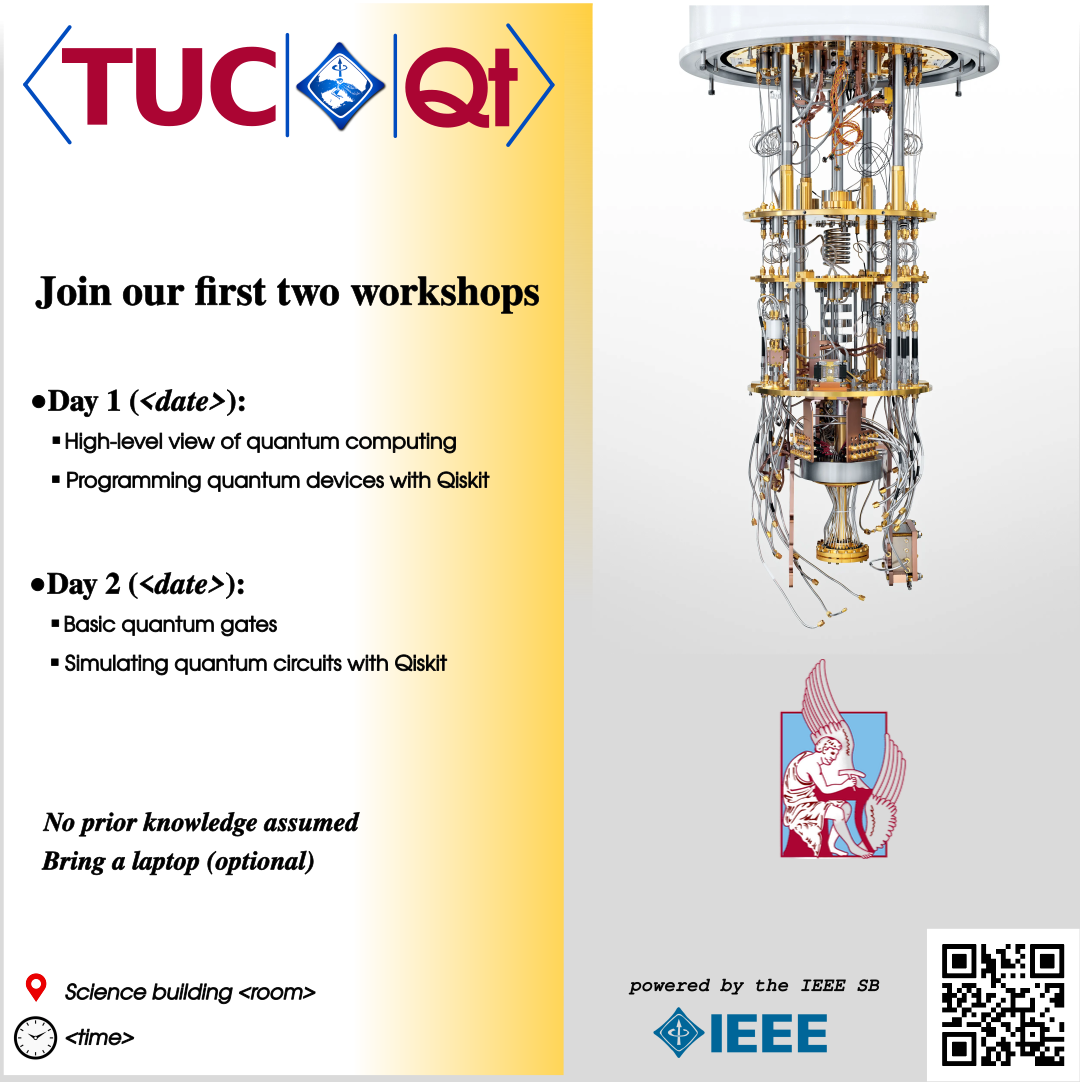 TUC Qt
Join our first two workshops
●Day 1 (<date>):
▪High-level view of quantum computing
▪Programming quantum devices with Qiskit
●Day 2 (<date>):
▪Basic quantum gates
▪Simulating quantum circuits with Qiskit
No prior knowledge assumed
Bring a laptop (optional)
Science building <room>
<time>
powered by the IEEE SB
IEEE